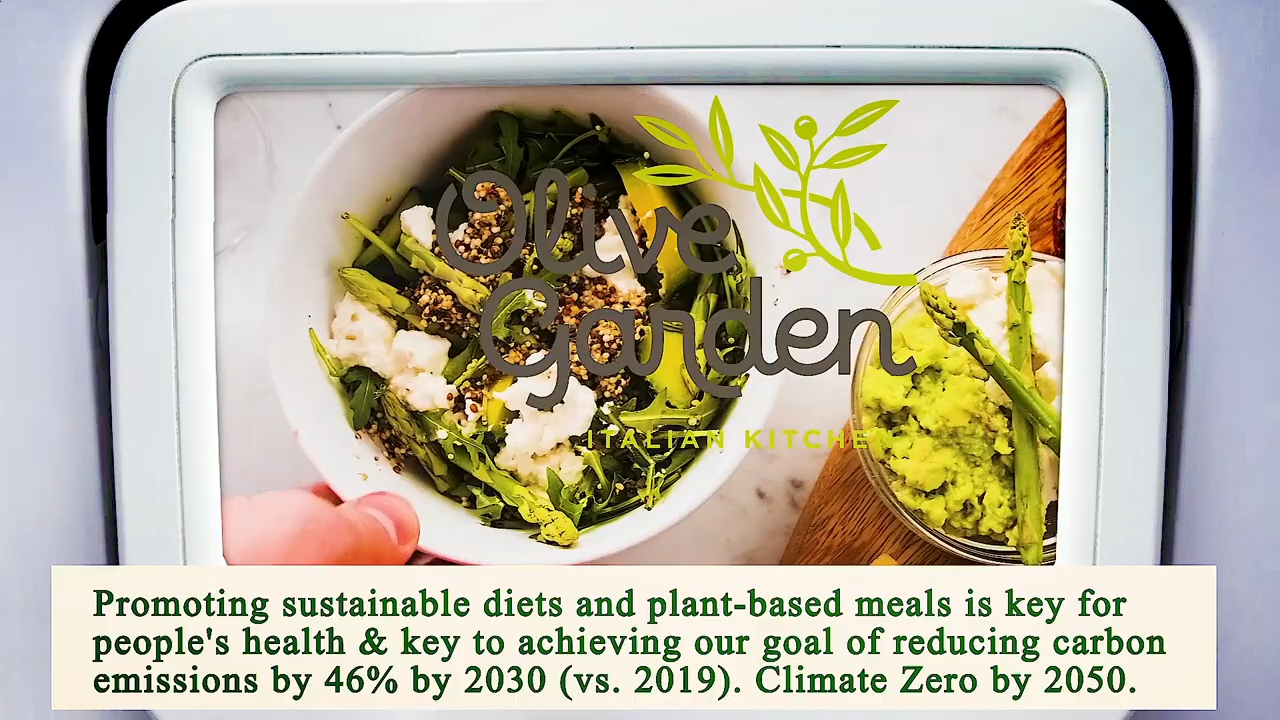 Olive
Garden
ITALIAN KITCHEN
Promoting sustainable diets and plant-based meals is key for
people's health & key to achieving our goal of reducing carbon
emissions by 46% by 2030 (vs. 2019). Climate Zero by 2050.